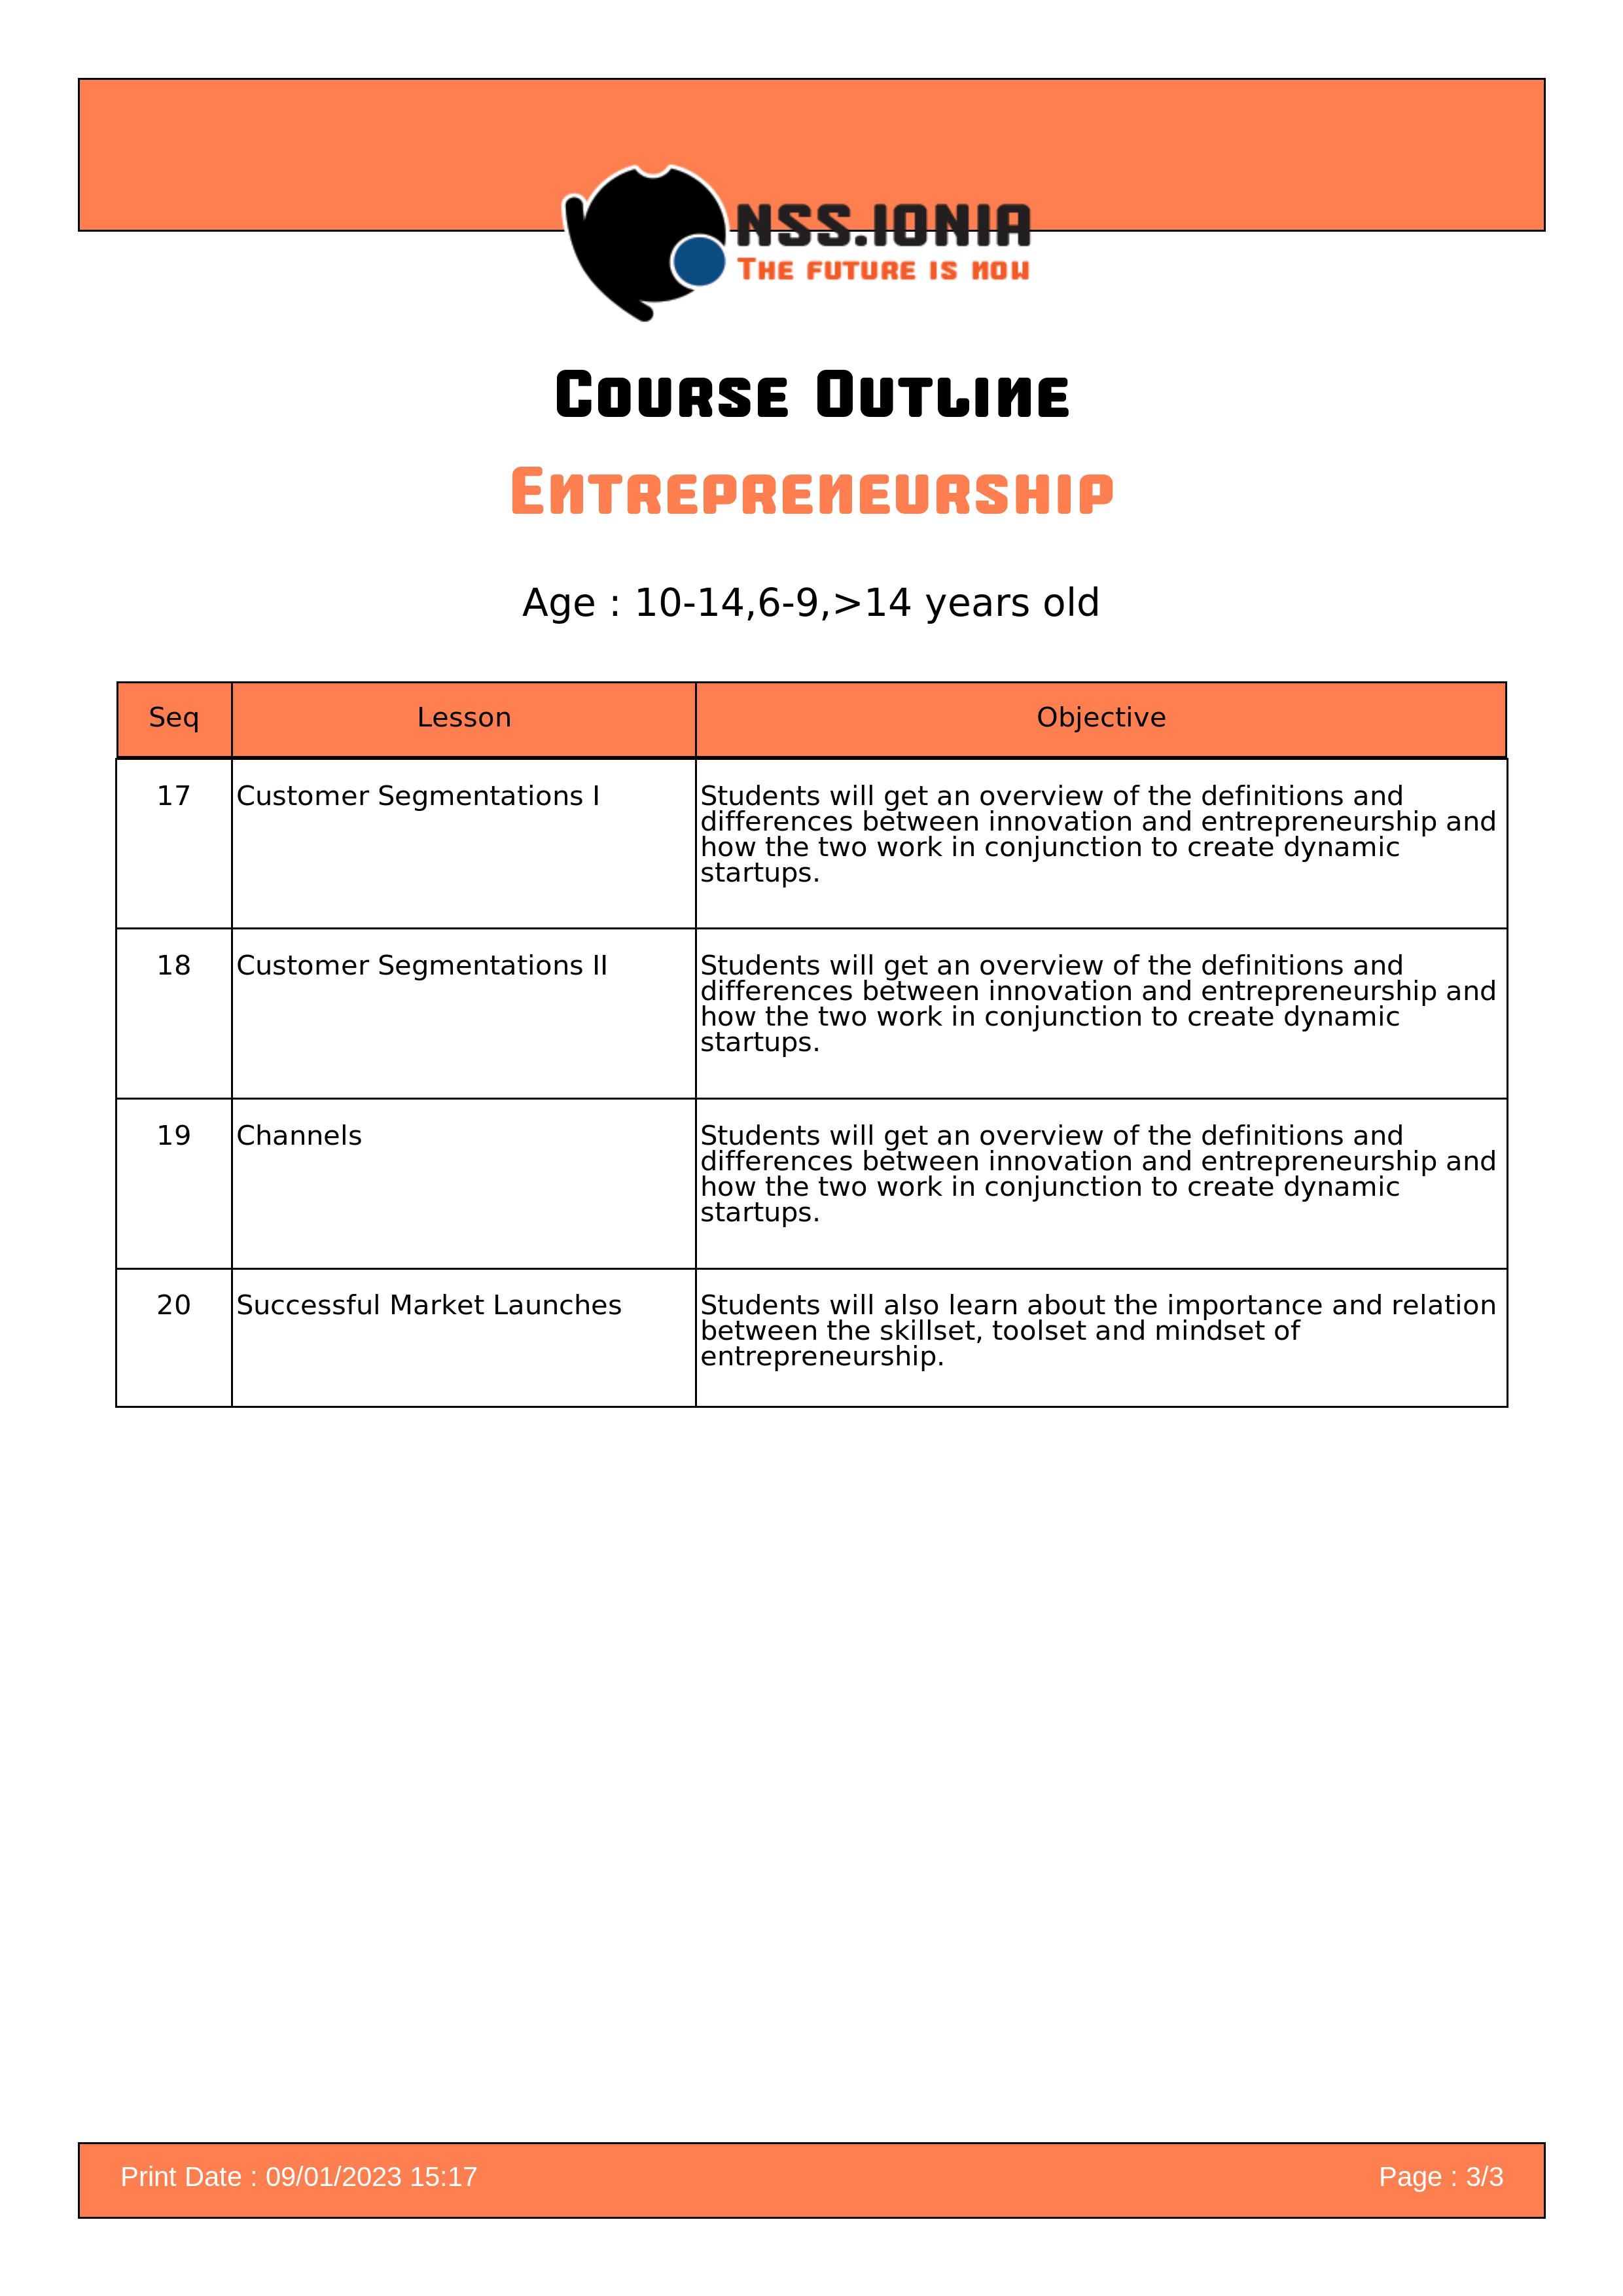 NSS.IONIA
The future is now
Course Outline
Entrepreneurship
Age : 10-14,6-9,>14 years old
Seq Lesson Objective
17 Customer Segmentations I Students will get an overview of the definitions and
differences between innovation and entrepreneurship and
how the two work in conjunction to create dynamic
startups.
18 Customer Segmentations II Students will get an overview of the definitions and
differences between innovation and entrepreneurship and
how the two work in conjunction to create dynamic
startups.
19 Channels Students will get an overview of the definitions and
differences between innovation and entrepreneurship and
how the two work in conjunction to create dynamic
startups.
20 Successful Market Launches Students will also learn about the importance and relation
between the skillset, toolset and mindset of
entrepreneurship.
Print Date : 09/01/2023 15:17 Page : 3/3